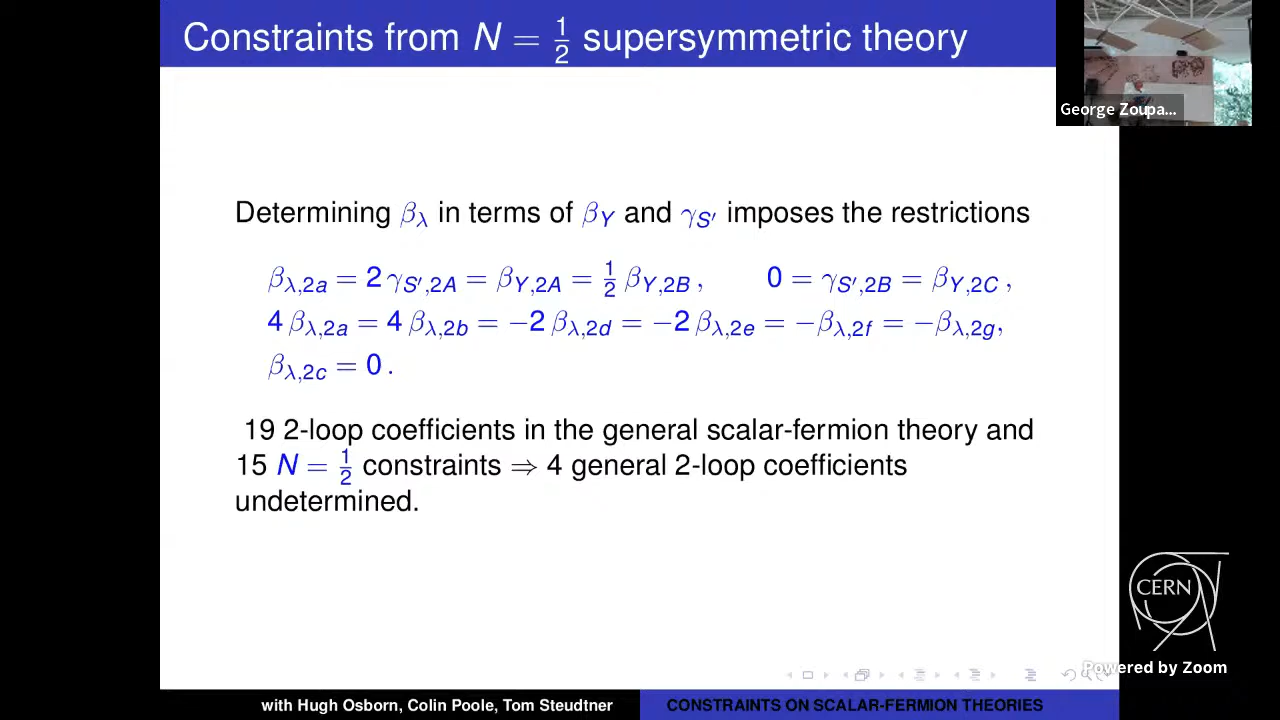 Constraints from N = 1/2 supersymmetric theory
George Zoupa...
Determining β_λ in terms of β_Y and γ_S′ imposes the restrictions
β_λ,2a = 2 γ_S′,2A = β_Y,2A = 1/2 β_Y,2B , 0 = γ_S′,2B = β_Y,2C ,
4 β_λ,2a = 4 β_λ,2b = −2 β_λ,2d = −2 β_λ,2e = −β_λ,2f = −β_λ,2g,
β_λ,2c = 0 .
19 2-loop coefficients in the general scalar-fermion theory and
15 N = 1/2 constraints ⇒ 4 general 2-loop coefficients
undetermined.
CERN
Powered by Zoom
with Hugh Osborn, Colin Poole, Tom Steudtner
CONSTRAINTS ON SCALAR-FERMION THEORIES